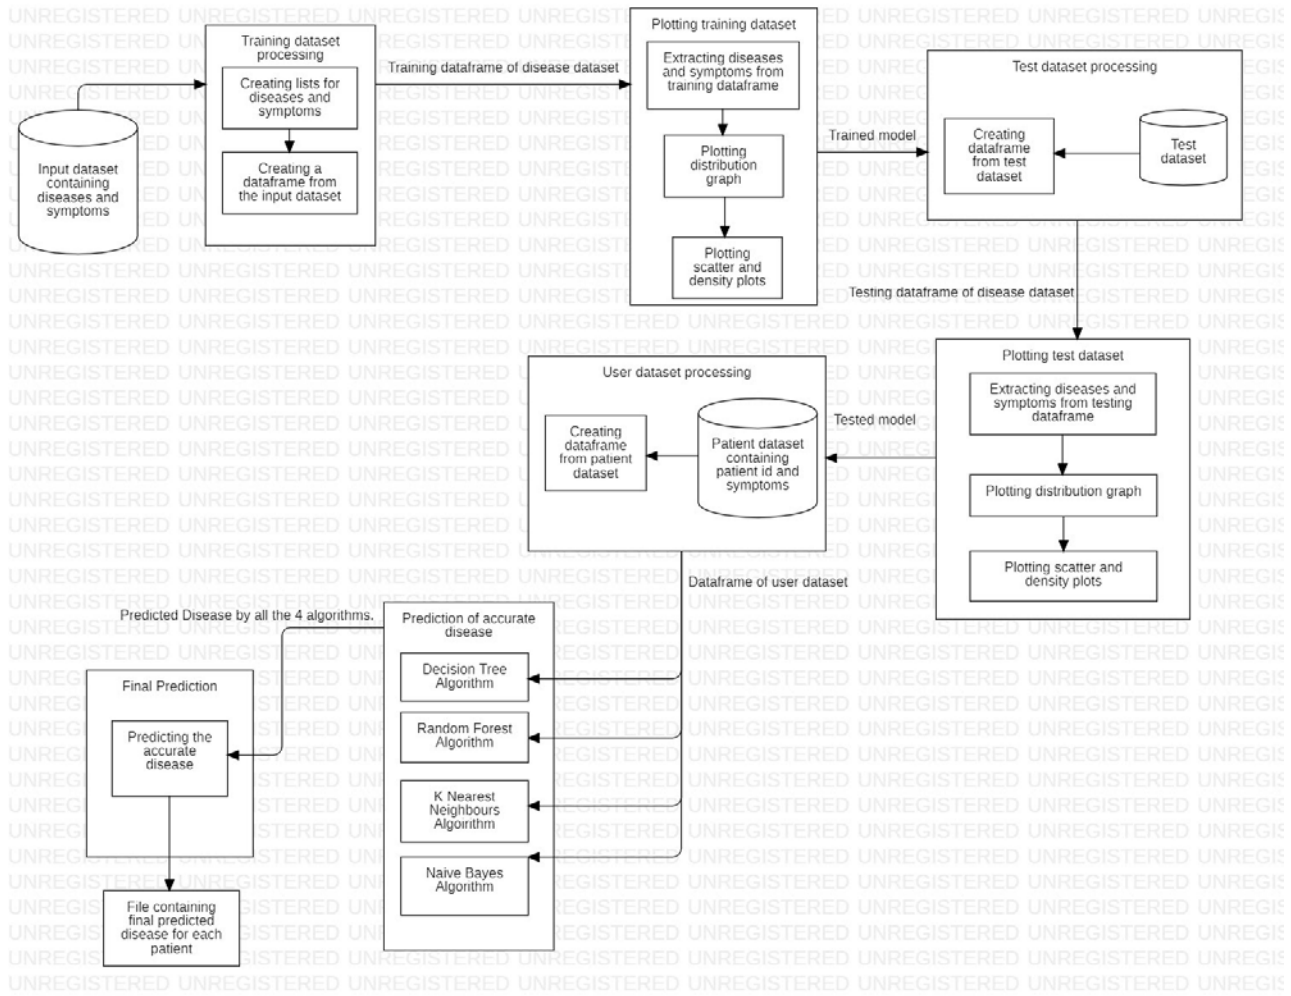 Training dataset
processing
Creating lists for
diseases and
symptoms
Creating a
dataframe from
the input dataset
Input dataset
containing
diseases and
symptoms
Training dataframe of disease dataset
Plotting training dataset
Extracting diseases
and symptoms from
training dataframe
Plotting
distribution
graph
Plotting
scatter and
density plots
Trained model
Test dataset processing
Creating
dataframe
from test
dataset
Test
dataset
Testing dataframe of disease dataset
Plotting test dataset
Extracting diseases and
symptoms from testing
dataframe
Plotting distribution graph
Plotting scatter and
density plots
Tested model
User dataset processing
Creating
dataframe
from patient
dataset
Patient dataset
containing
patient id and
symptoms
Dataframe of user dataset
Prediction of accurate
disease
Decision Tree
Algorithm
Random Forest
Algorithm
K Nearest
Neighbours
Algoirithm
Naive Bayes
Algorithm
Predicted Disease by all the 4 algorithms.
Final Prediction
Predicting the
accurate
disease
File containing
final predicted
disease for each
patient